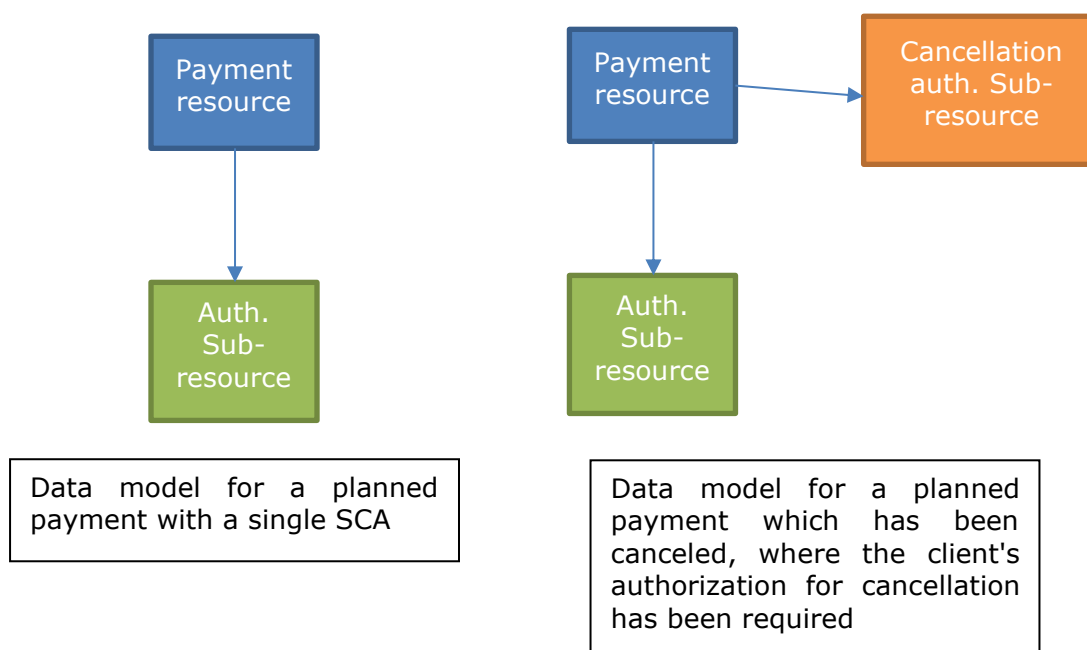 Payment
resource
Auth.
Sub-
resource
Data model for a planned
payment with a single SCA
Payment
resource
Cancellation
auth. Sub-
resource
Auth.
Sub-
resource
Data model for a planned
payment which has been
canceled, where the client's
authorization for cancellation
has been required